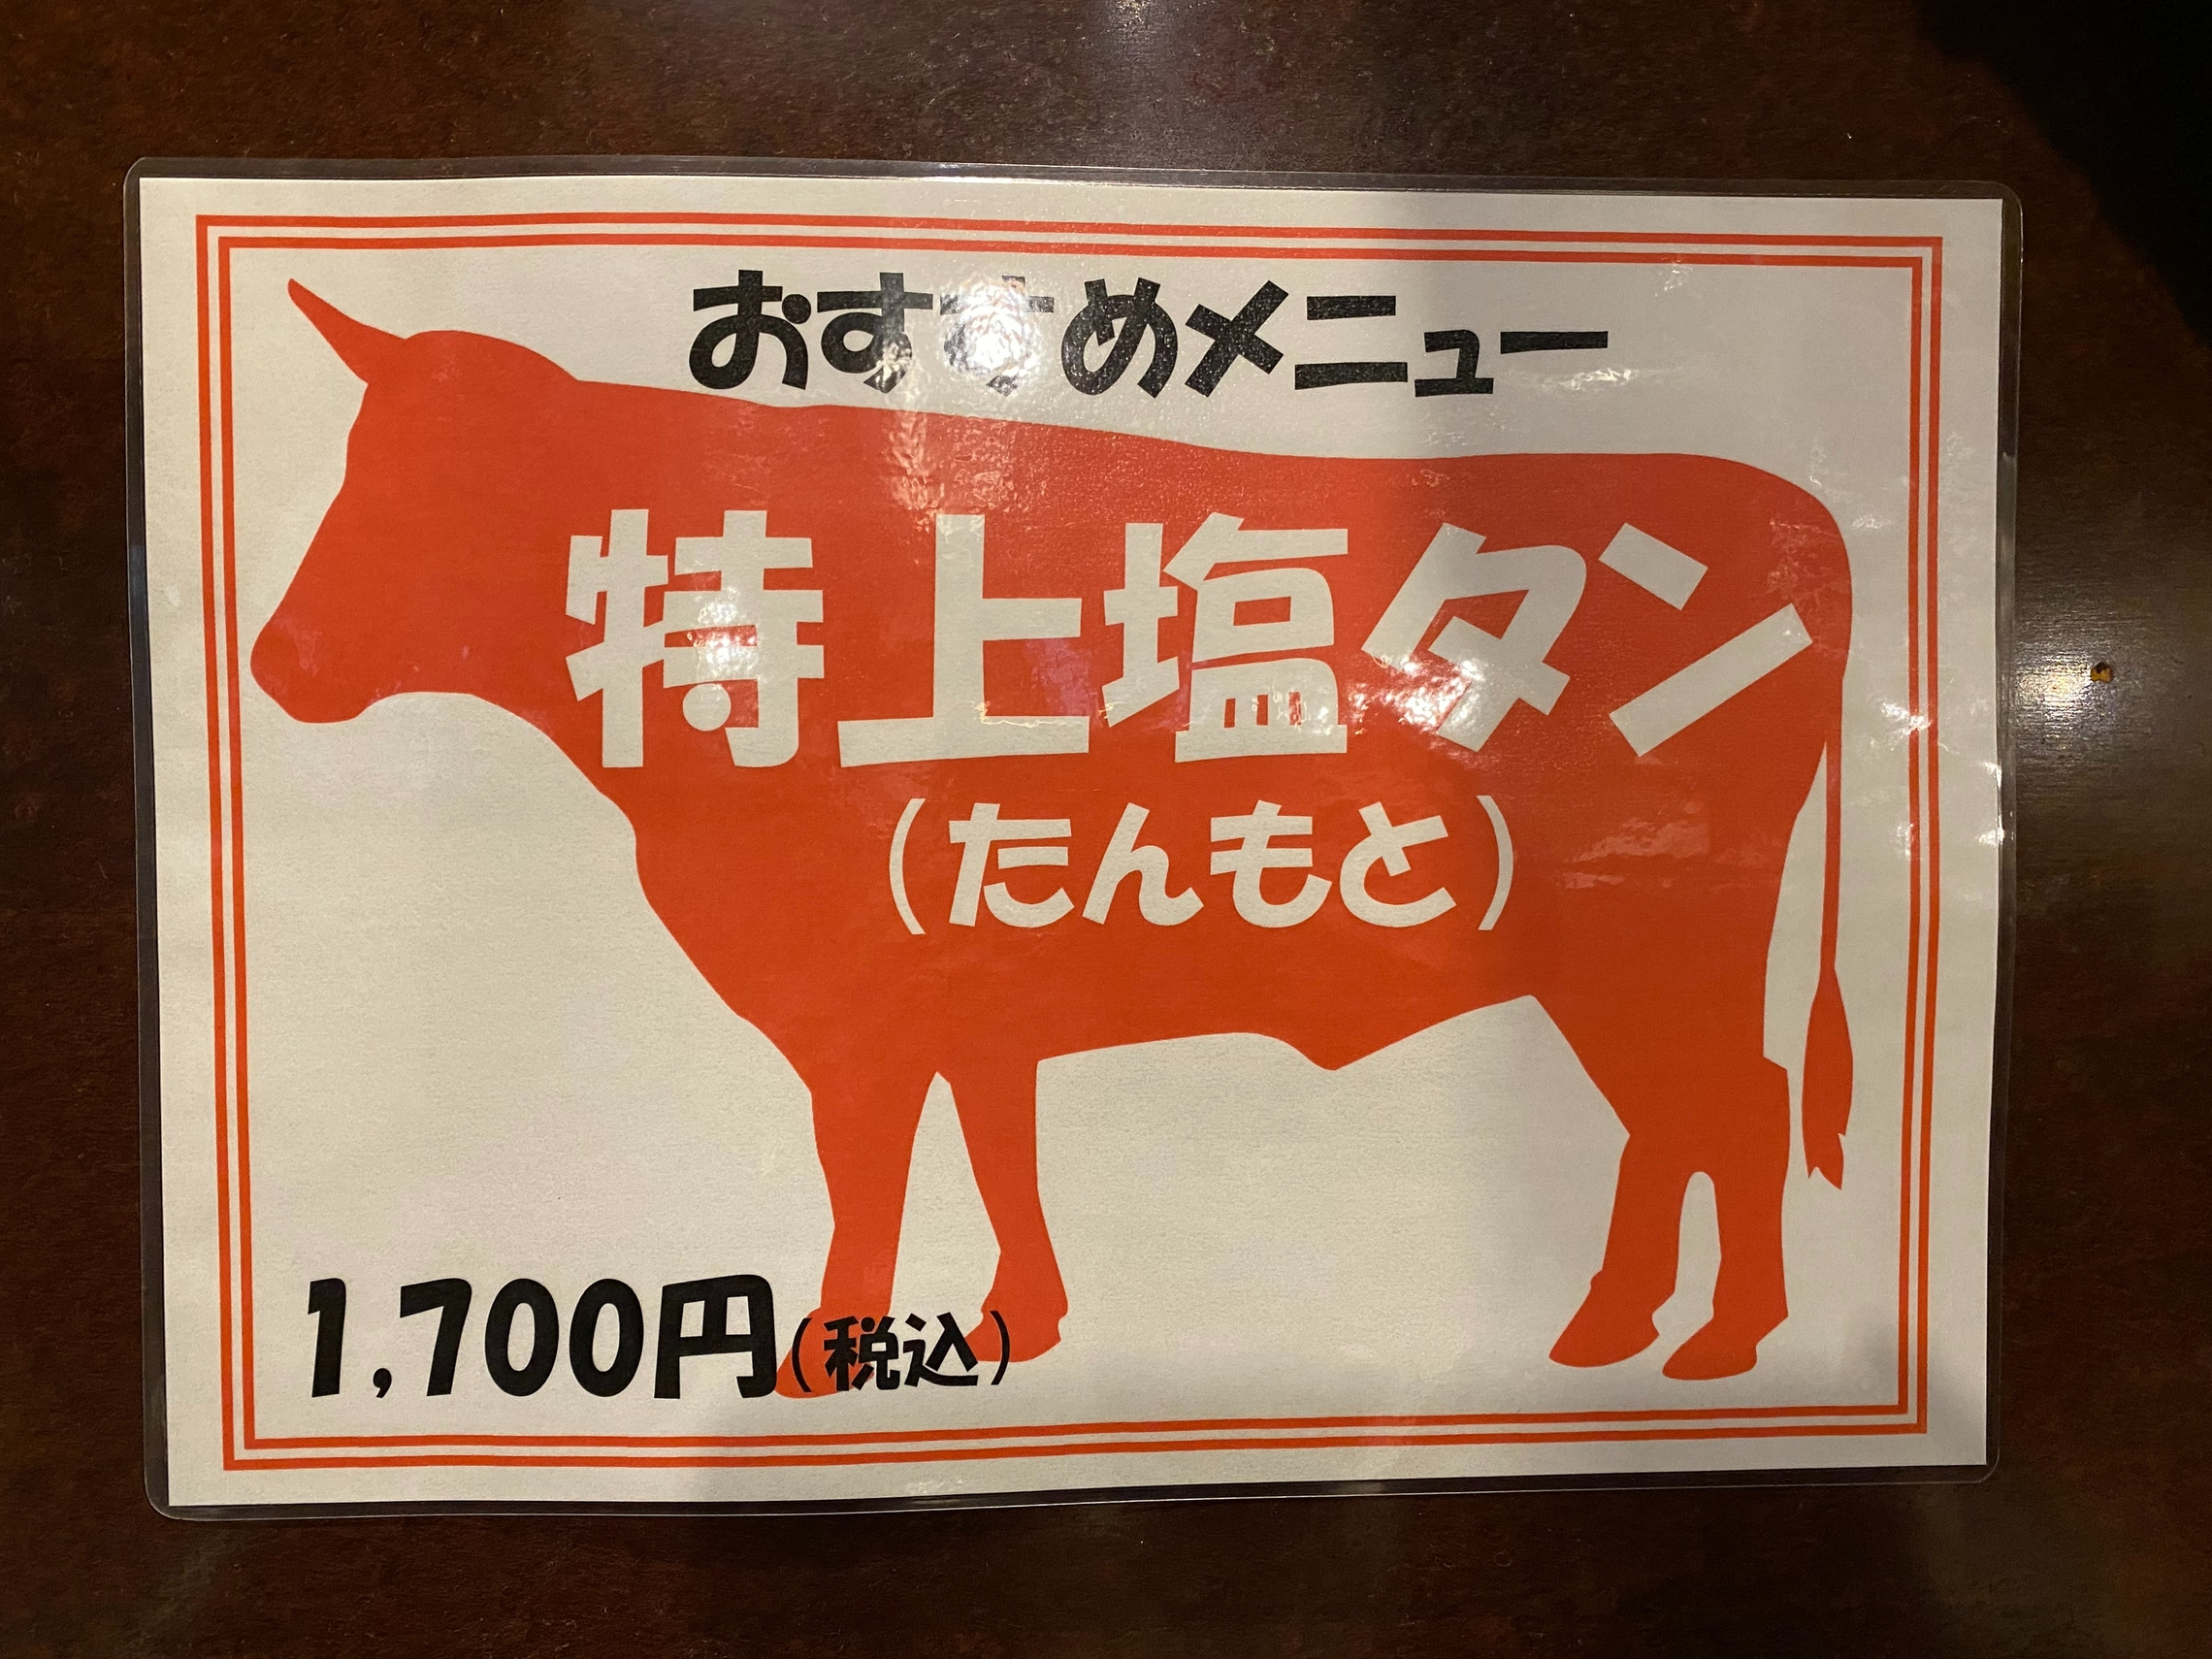 おすすめメニュー
特上塩タン
(たんもと)
1,700円(税込)